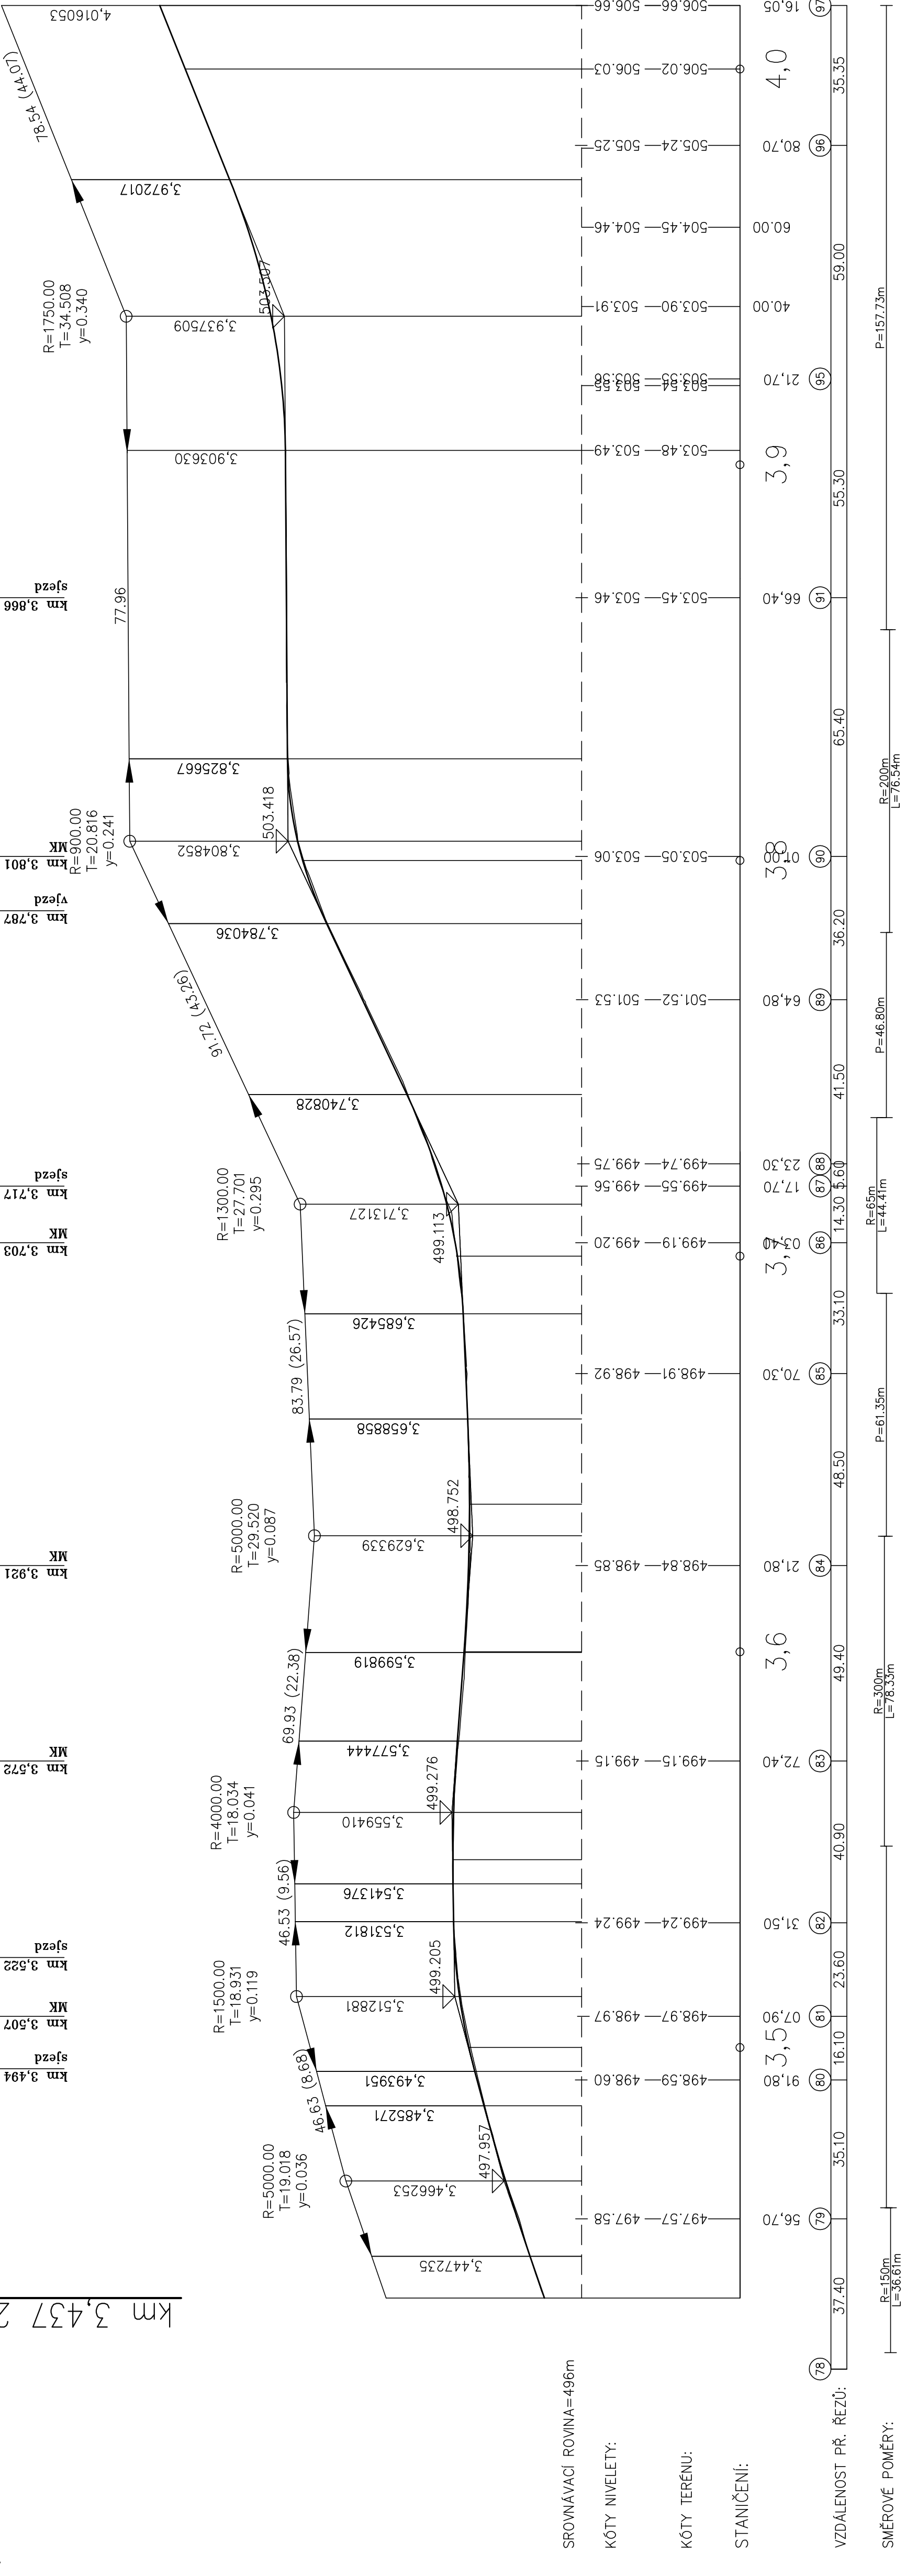 km 3,437 2
km 3,494
sjezd
km 3,507
MK
km 3,522
sjezd
km 3,572
MK
km 3,921
MK
km 3,703
MK
km 3,717
sjezd
km 3,787
vjezd
km 3,801
MK
km 3,866
sjezd
R=5000.00
T=19.018
y=0.036
46.63 (8.68)
R=1500.00
T=18.931
y=0.119
46.53 (9.56)
R=4000.00
T=18.034
y=0.041
69.93 (22.38)
R=5000.00
T=29.520
y=0.087
83.79 (26.57)
R=1300.00
T=27.701
y=0.295
91.72 (43.26)
R=900.00
T=20.816
y=0.241
77.96
R=1750.00
T=34.508
y=0.340
78.54 (44.07)
3,447235
3,466253
3,485271
3,493951
3,512881
3,531812
3,541376
3,559410
3,577444
3,599819
3,629339
3,658858
3,685426
3,713127
3,740828
3,784036
3,804852
3,825667
3,903630
3,937509
3,972017
4,016053
497.957
499.205
499.276
498.752
499.113
503.418
503.507
SROVNÁVACÍ ROVINA=496m
KÓTY NIVELETY:
497.58
498.60
498.97
499.24
499.15
498.85
498.92
499.20
499.56
499.75
501.53
503.06
503.46
503.49
503.55
503.56
503.91
504.46
505.25
506.03
506.66
KÓTY TERÉNU:
497.57
498.59
498.97
499.24
499.15
498.84
498.91
499.19
499.55
499.74
501.52
503.05
503.45
503.48
503.54
503.55
503.90
504.45
505.24
506.02
506.66
STANIČENÍ:
56,70
91,80
3,5
07,90
31,50
72,40
3,6
21,80
70,30
3,7
03,40
17,70
23,30
64,80
3,8
01,00
66,40
3,9
21,70
40.00
60.00
80,70
4,0
16,05
78
79
80
81
82
83
84
85
86
87
88
89
90
91
95
96
97
VZDÁLENOST PŘ. ŘEZŮ:
37.40
35.10
16.10
23.60
40.90
49.40
48.50
33.10
14.30
5.60
41.50
36.20
65.40
55.30
59.00
35.35
SMĚROVÉ POMĚRY:
R=150m
L=36.61m
R=300m
L=78.33m
P=61.35m
R=65m
L=44.41m
P=46.80m
R=200m
L=76.54m
P=157.73m